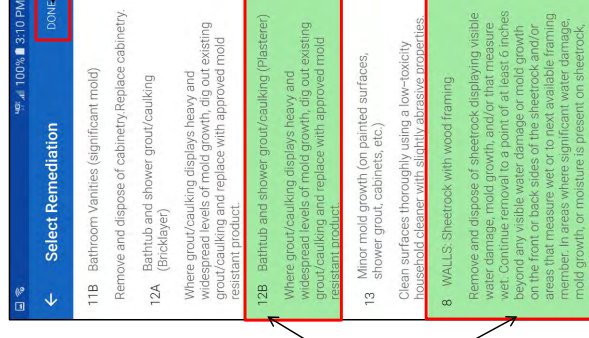 100% 3:10 PM
Select Remediation
DONE
11B Bathroom Vanities (significant mold)
Remove and dispose of cabinetry.Replace cabinetry.
12A Bathtub and shower grout/caulking
(Bricklayer)
Where grout/caulking displays heavy and
widespread levels of mold growth, dig out existing
grout/caulking and replace with approved mold
resistant product.
12B Bathtub and shower grout/caulking (Plasterer)
Where grout/caulking displays heavy and
widespread levels of mold growth, dig out existing
grout/caulking and replace with approved mold
resistant product.
13 Minor mold growth (on painted surfaces,
shower grout, cabinets, etc.)
Clean surfaces thoroughly using a low-toxicity
household cleaner with slightly abrasive properties.
8 WALLS: Sheetrock with wood framing
Remove and dispose of sheetrock displaying visible
water damage, mold growth, and/or that measure
wet. Continue removal to a point of at least 6 inches
beyond any visible water damage or mold growth
on the front or back sides of the sheetrock and/or
areas that measure wet or to next available framing
member. In areas where significant water damage,
mold growth, or moisture is present on sheetrock,